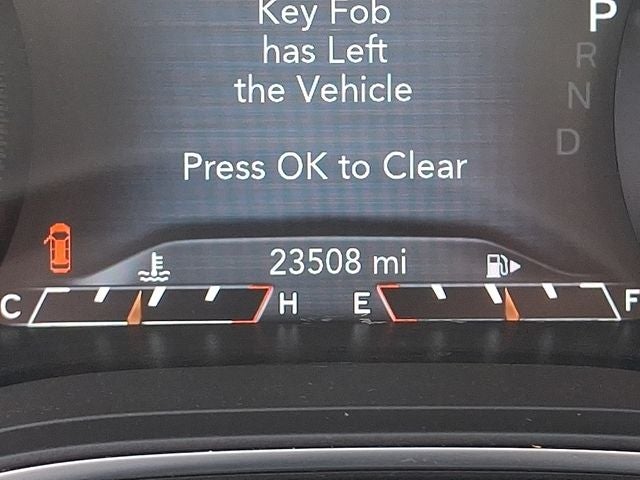 Key Fob
has Left
the Vehicle
Press OK to Clear
P
R
N
D
23508 mi
C H E F